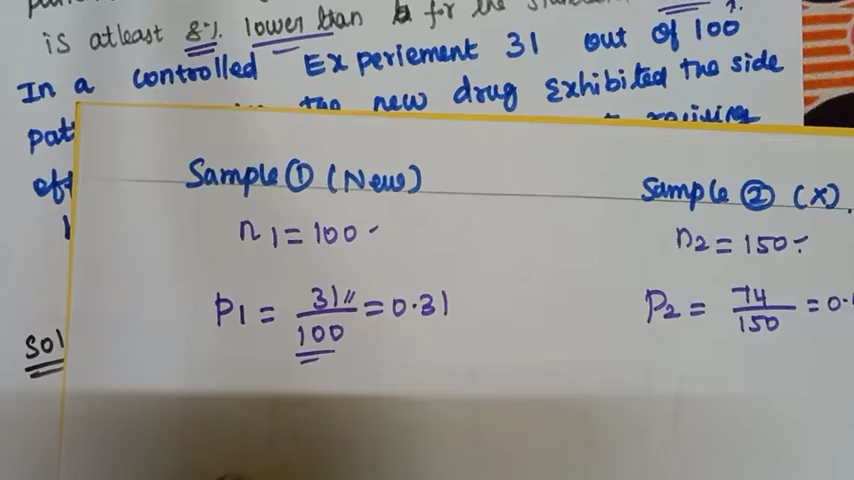 is atleast 8%. lower than for the
In a controlled Experiement 31 out of 100
the new drug Exhibited the side
Sample ① (New)
Sample ② (X)
n1 = 100
n2 = 150
P1 = 31/100 = 0.31
P2 = 74/150 = 0.
Sol